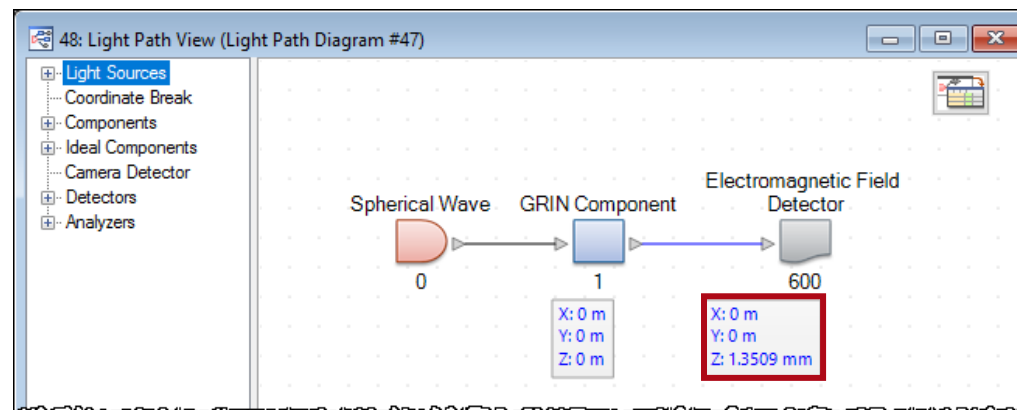 48: Light Path View (Light Path Diagram #47)
Light Sources
Coordinate Break
Components
Ideal Components
Camera Detector
Detectors
Analyzers
Spherical Wave
GRIN Component
Electromagnetic Field
Detector
0
1
600
X: 0 m
Y: 0 m
Z: 0 m
X: 0 m
Y: 0 m
Z: 1.3509 mm